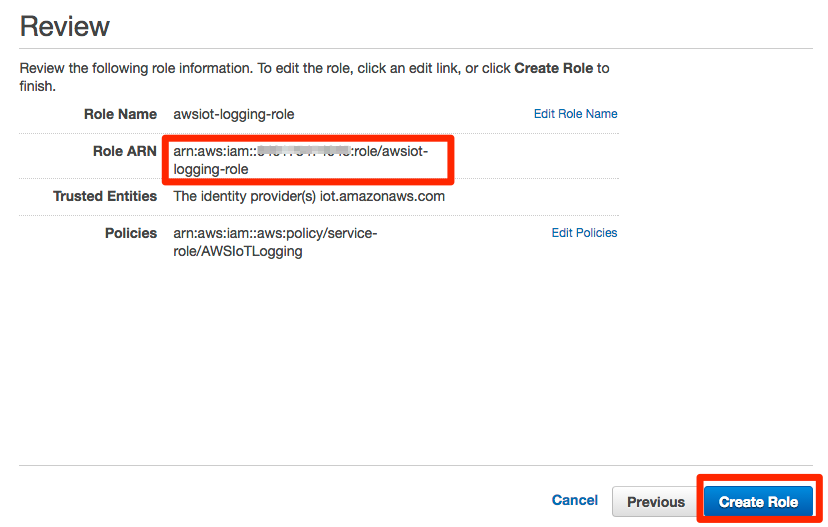 Review
Review the following role information. To edit the role, click an edit link, or click Create Role to
finish.
Role Name awsiot-logging-role Edit Role Name
Role ARN arn:aws:iam:: :role/awsiot-
logging-role
Trusted Entities The identity provider(s) iot.amazonaws.com
Policies arn:aws:iam::aws:policy/service- Edit Policies
role/AWSIoTLogging
Cancel Previous Create Role